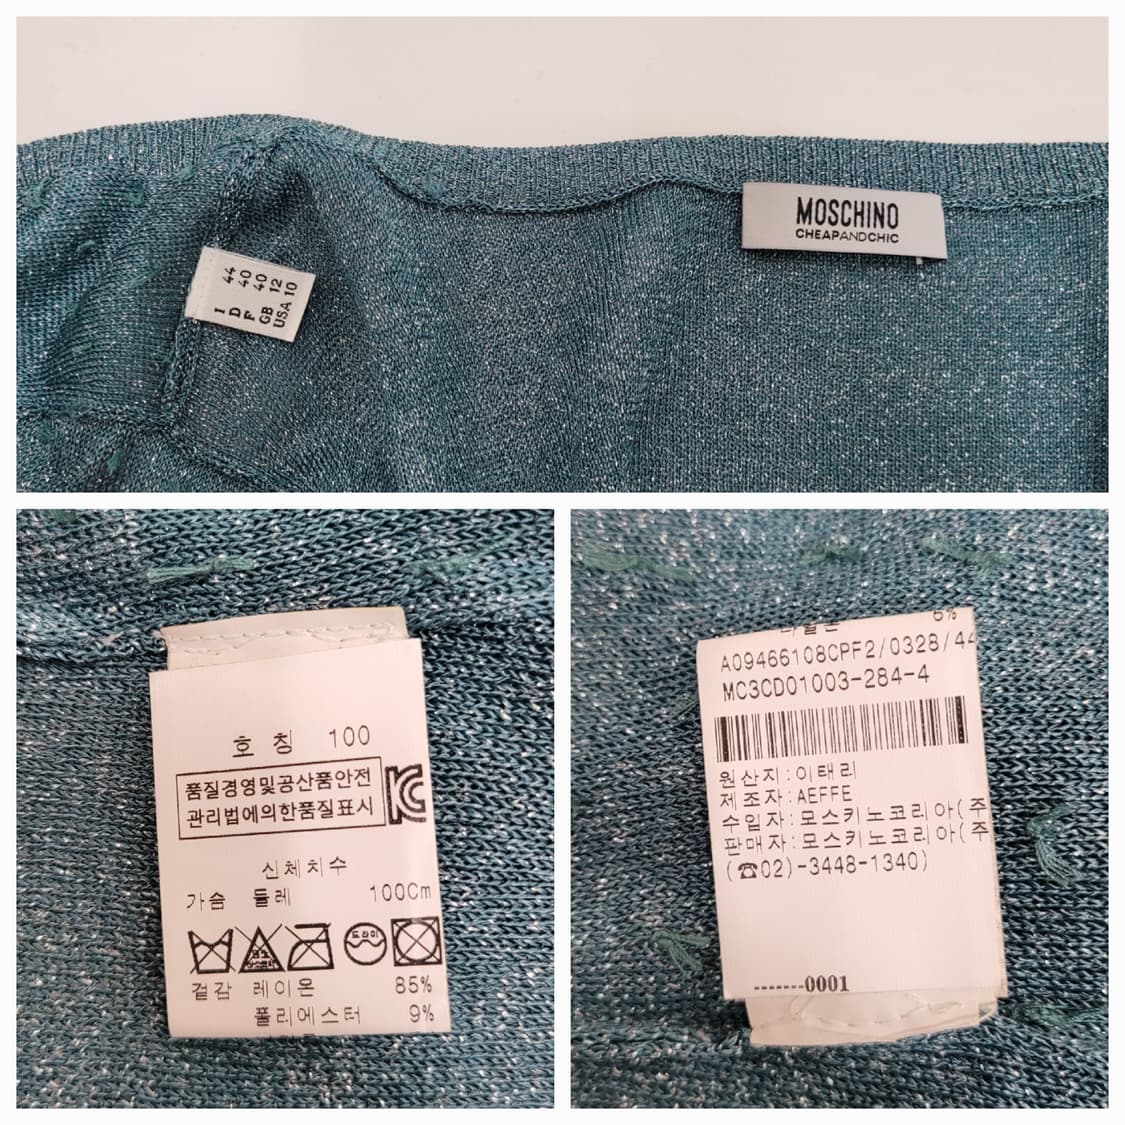 MOSCHINO
CHEAPANDCHIC
I 44
D 40
F 40
GB 12
USA 10
호칭 100
품질경영및공산품안전
관리법에의한품질표시
신체치수
가슴 둘레 100Cm
드라이
겉감 레이온 85%
폴리에스터 9%
6%
A09466108CPF2/0328/44
MC3CD01003-284-4
원산지:이태리
제조자:AEFFE
수입자:모스키노코리아(주
판매자:모스키노코리아(주
(☎02)-3448-1340)
-------0001